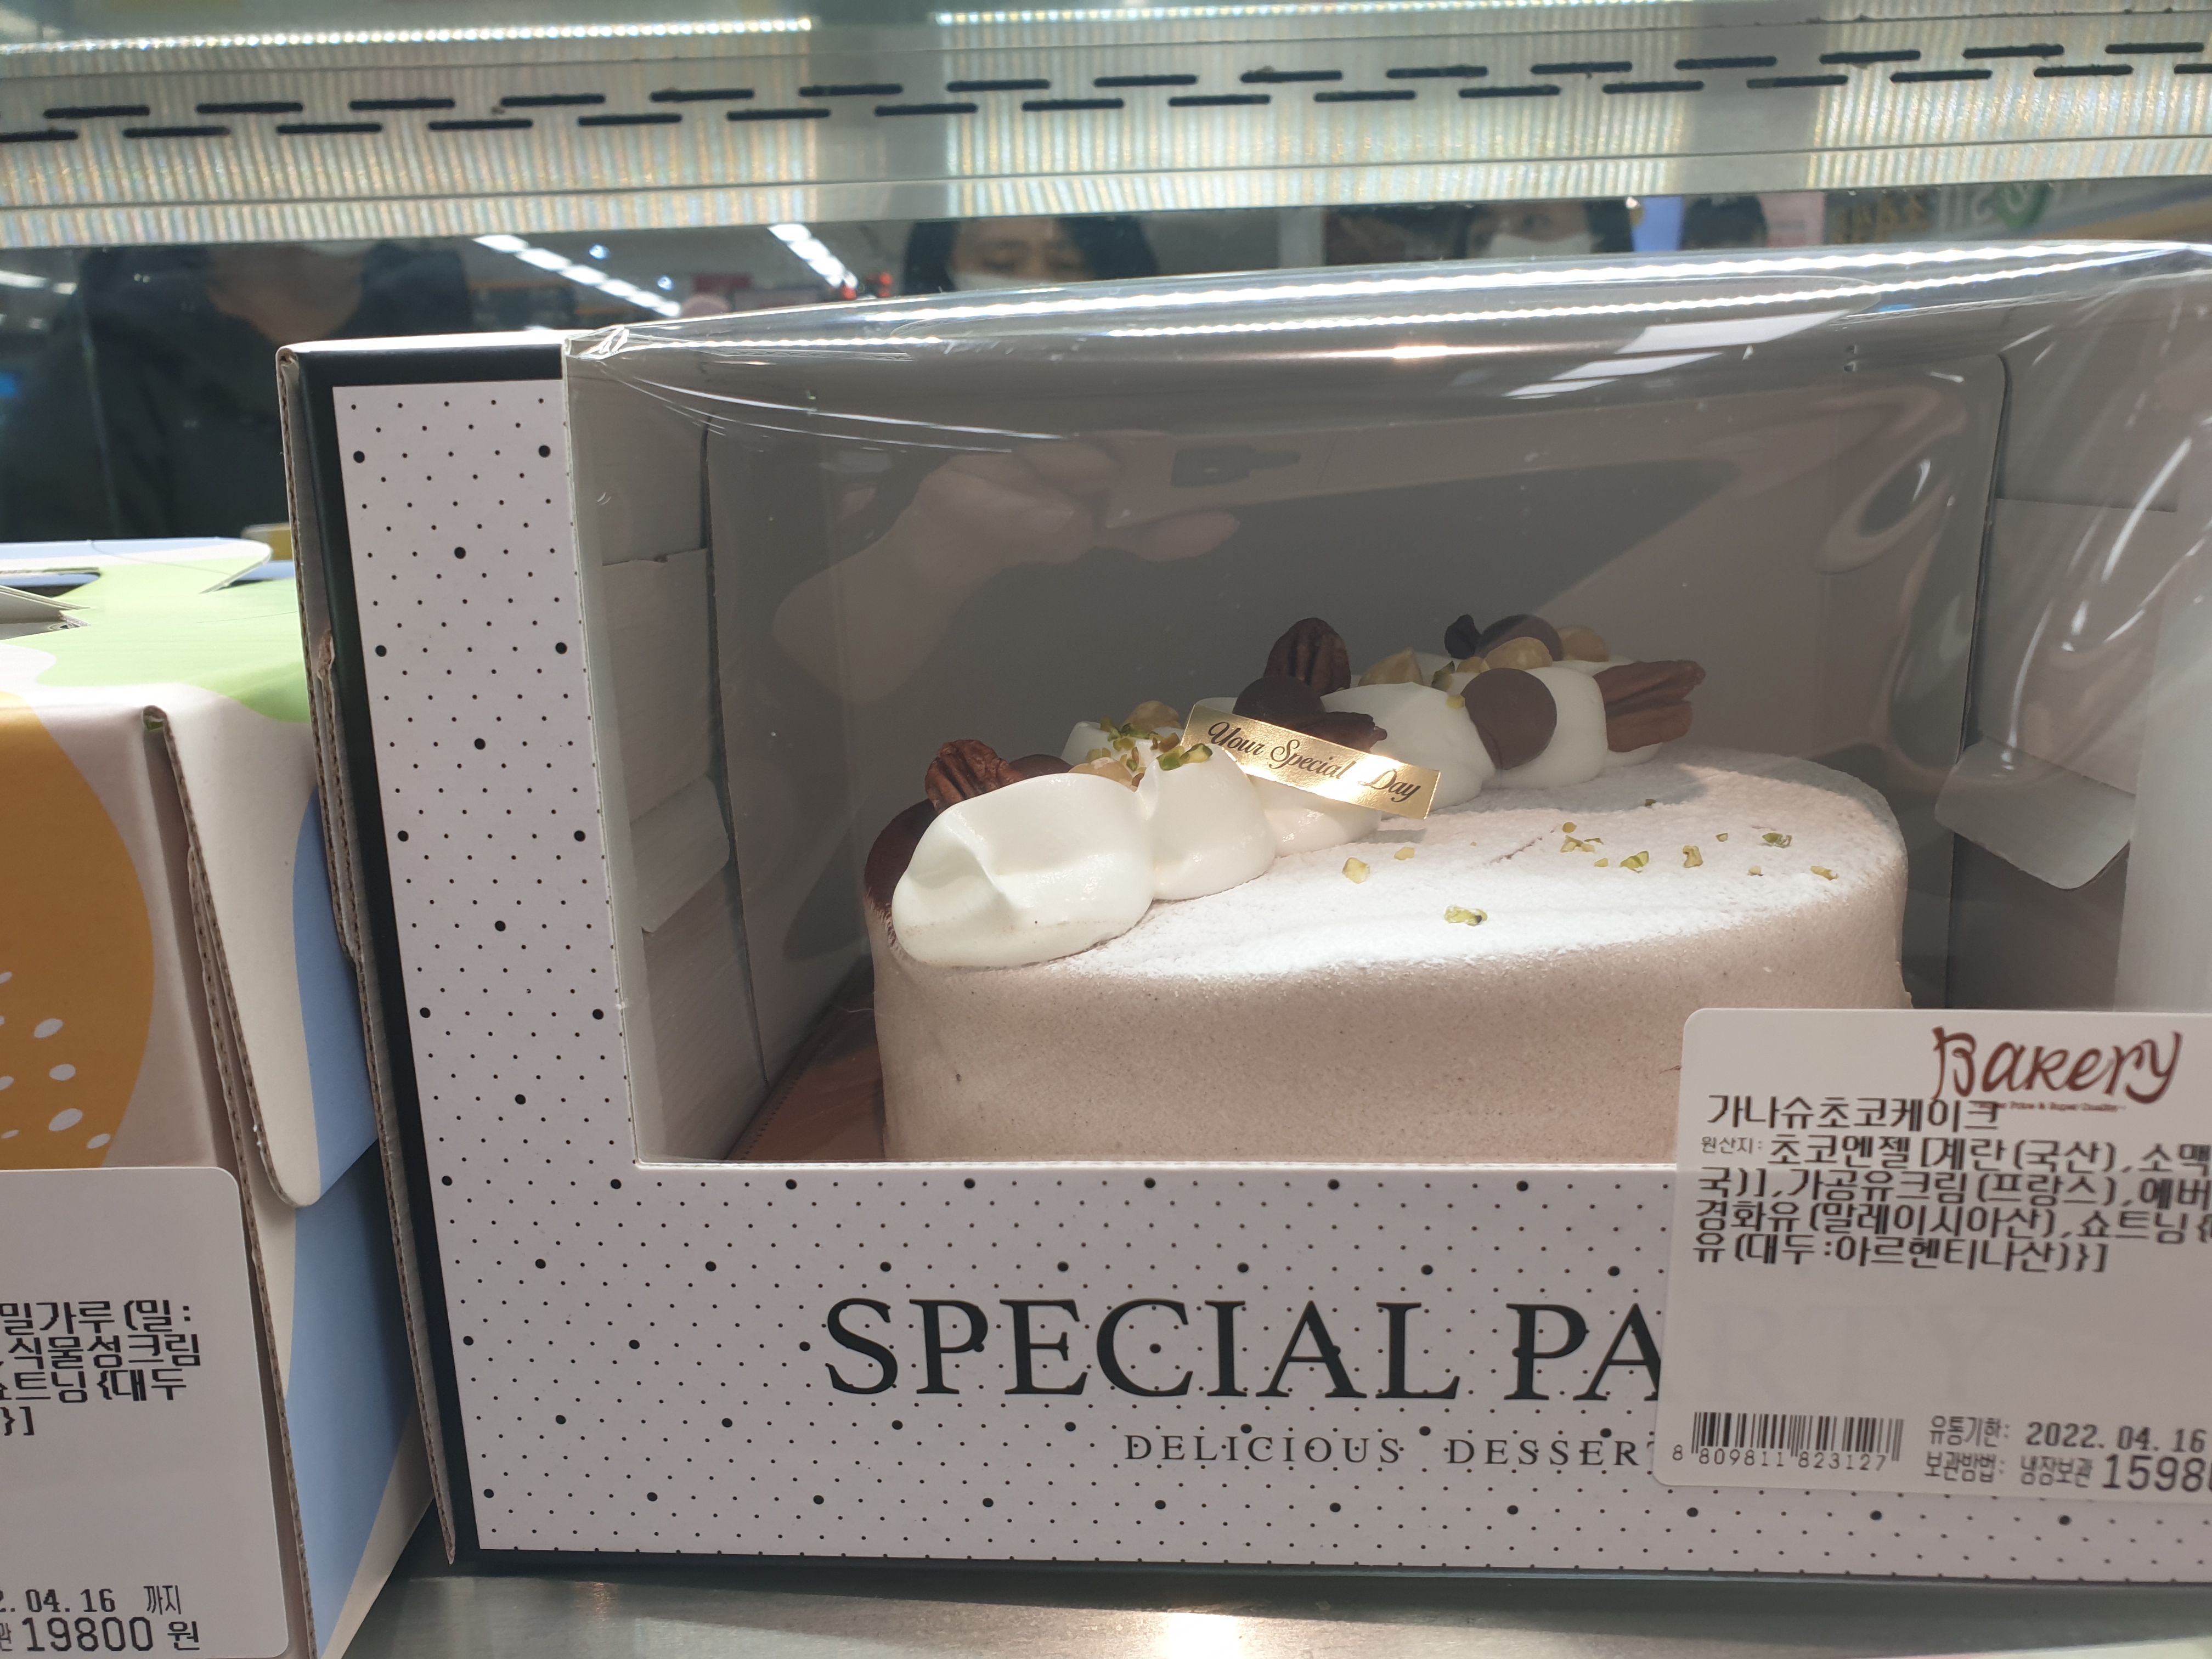 Your Special Day
Bakery
가나슈초코케이크
원산지: 초코엔젤[계란(국산),소맥
국)],가공유크림(프랑스),에버
경화유(말레이시아산),쇼트닝{
유(대두:아르헨티나산)}]
SPECIAL PA
DELICIOUS DESSERT
8 809811 823127
유통기한: 2022.04.16
보관방법: 냉장보관 1598
밀가루(밀:
식물성크림
쇼트닝{대두
}]
2.04.16 까지
관 19800 원